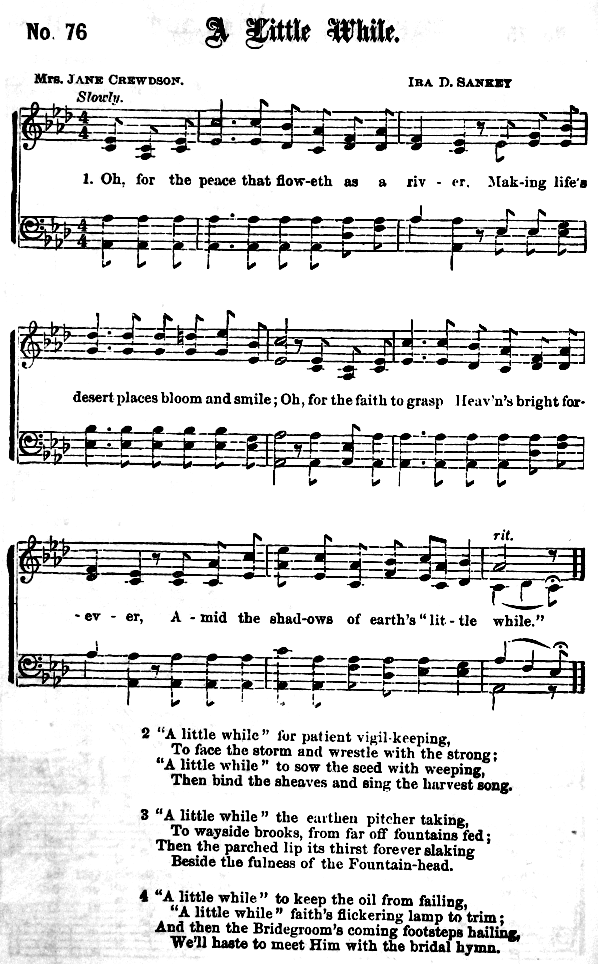 No. 76
A Little While.
Mrs. Jane Crewdson.
Ira D. Sankey
Slowly.
1. Oh, for the peace that flow-eth as a riv - er, Mak-ing life's
desert places bloom and smile; Oh, for the faith to grasp Heav'n's bright for-
-ev - er, A - mid the shad-ows of earth's "lit - tle while."
rit.
2 "A little while" for patient vigil-keeping,
To face the storm and wrestle with the strong;
"A little while" to sow the seed with weeping,
Then bind the sheaves and sing the harvest song.
3 "A little while" the earthen pitcher taking,
To wayside brooks, from far off fountains fed;
Then the parched lip its thirst forever slaking
Beside the fulness of the Fountain-head.
4 "A little while" to keep the oil from failing,
"A little while" faith's flickering lamp to trim;
And then the Bridegroom's coming footsteps hailing,
We'll haste to meet Him with the bridal hymn.